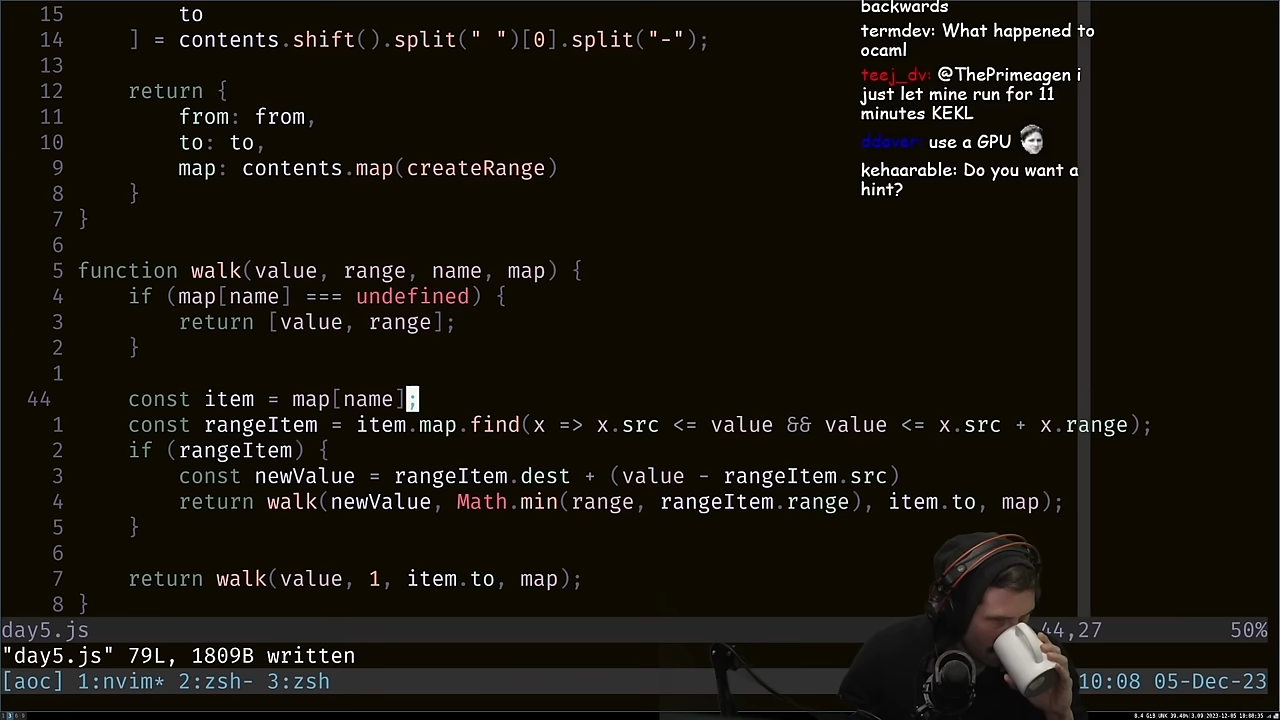 15 to
14 ] = contents.shift().split(" ")[0].split("-");
13
12 return {
11 from: from,
10 to: to,
9 map: contents.map(createRange)
8 }
7 }
6
5 function walk(value, range, name, map) {
4 if (map[name] === undefined) {
3 return [value, range];
2 }
1
44 const item = map[name];
1 const rangeItem = item.map.find(x => x.src <= value && value <= x.src + x.range);
2 if (rangeItem) {
3 const newValue = rangeItem.dest + (value - rangeItem.src)
4 return walk(newValue, Math.min(range, rangeItem.range), item.to, map);
5 }
6
7 return walk(value, 1, item.to, map);
8 }
day5.js 44,27 50%
"day5.js" 79L, 1809B written
[aoc] 1:nvim* 2:zsh- 3:zsh 10:08 05-Dec-23
backwards
termdev: What happened to
ocaml
teej_dv: @ThePrimeagen i
just let mine run for 11
minutes KEKL
ddaver: use a GPU
kehaarable: Do you want a
hint?